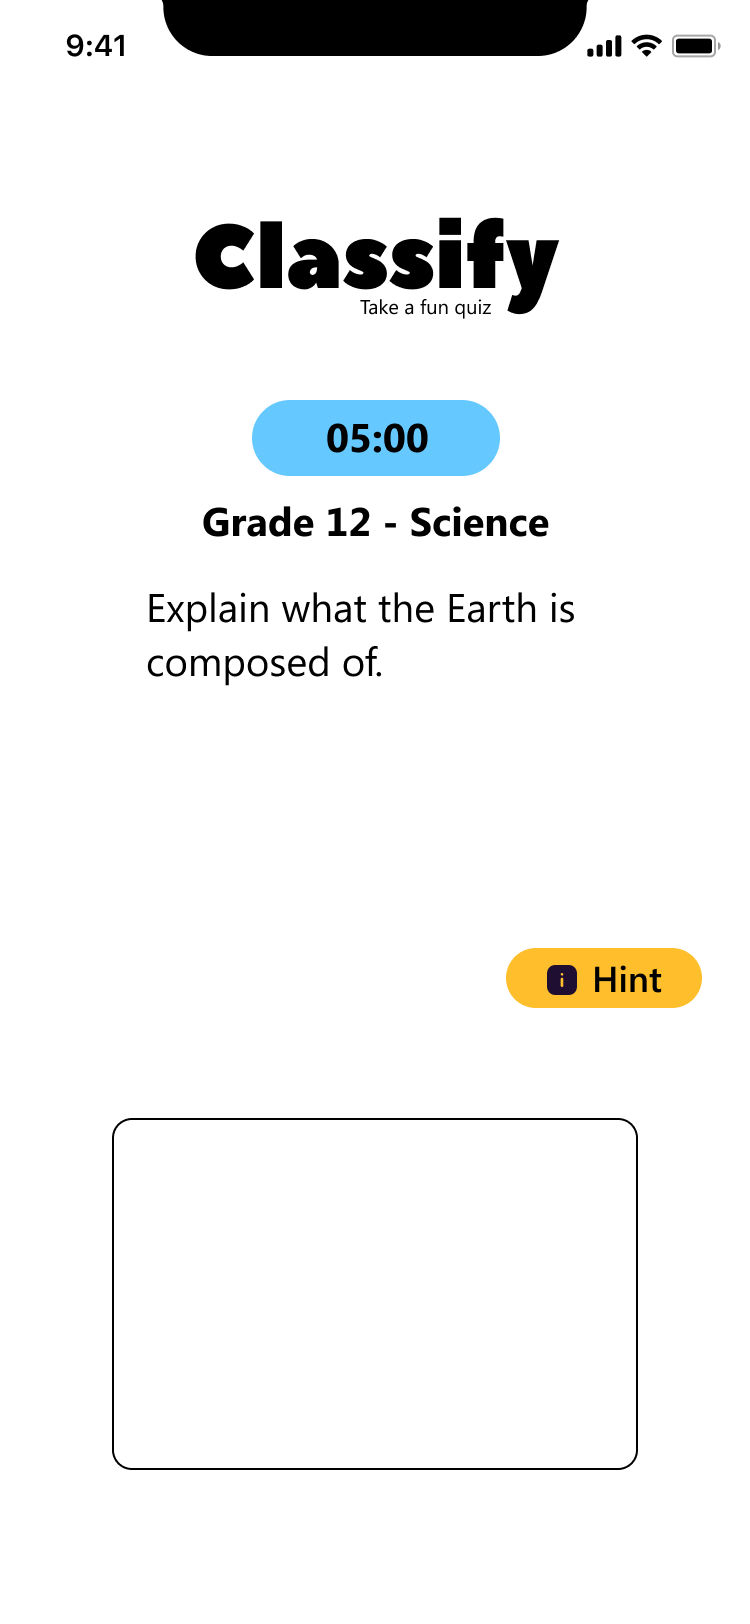 9:41
Classify
Take a fun quiz
05:00
Grade 12 - Science
Explain what the Earth is
composed of.
i Hint